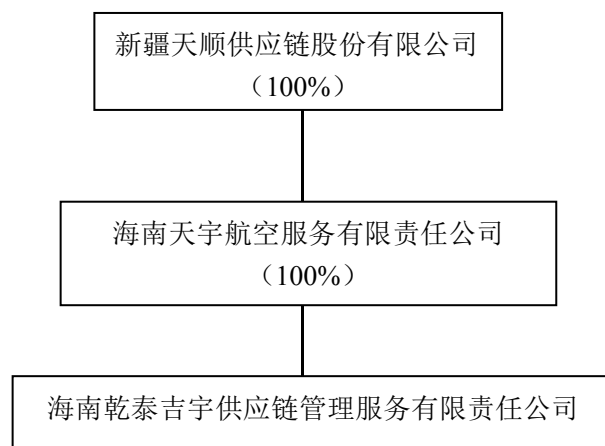 新疆天顺供应链股份有限公司
（100%）
海南天宇航空服务有限责任公司
（100%）
海南乾泰吉宇供应链管理服务有限责任公司